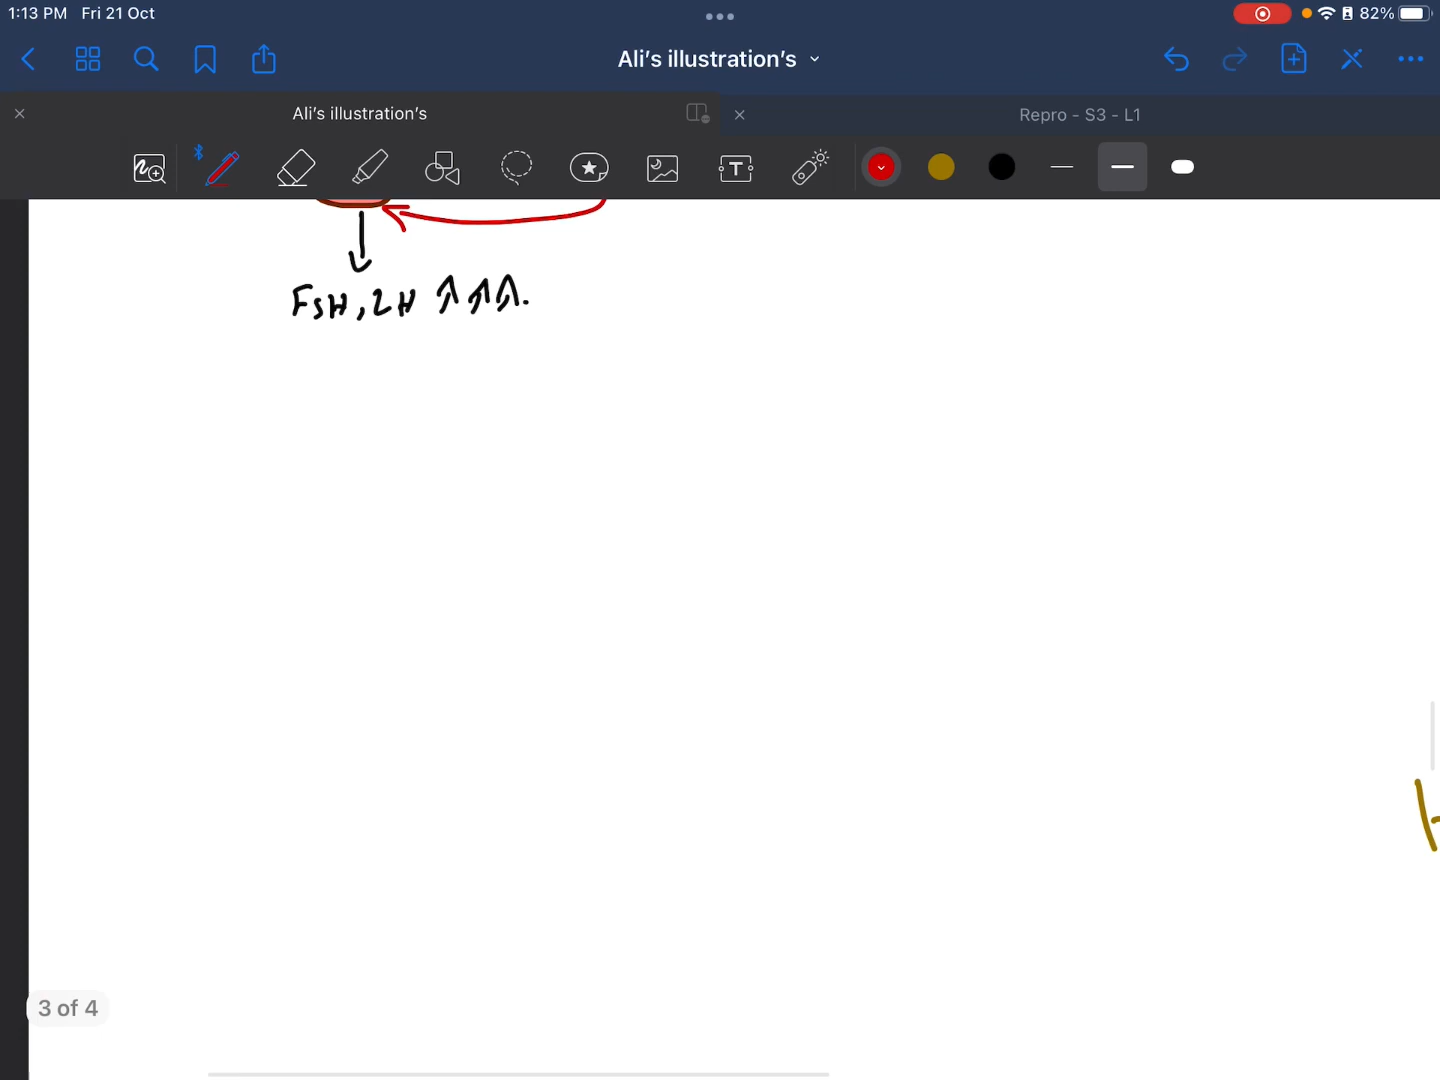 1:13 PM Fri 21 Oct
82%
Ali's illustration's
Ali's illustration's
Repro - S3 - L1
T
FSH, LH ↑↑↑.
3 of 4